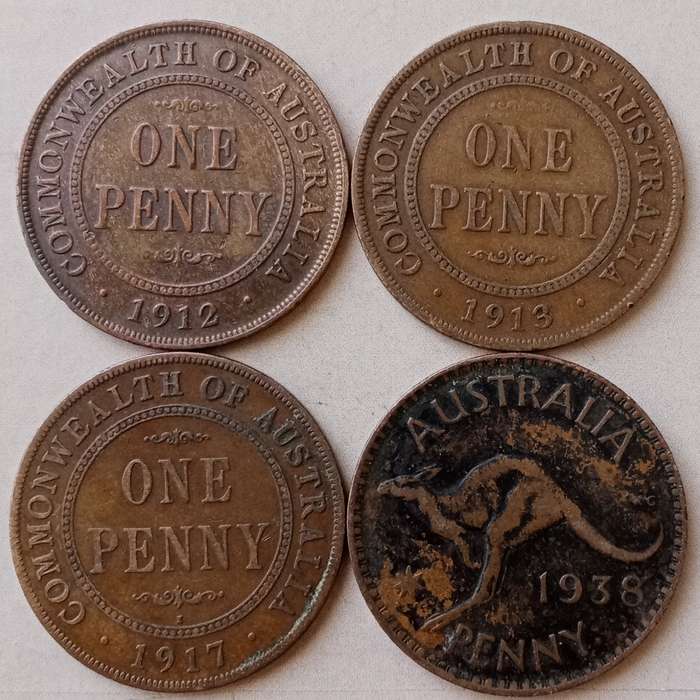 COMMONWEALTH OF AUSTRALIA
ONE
PENNY
· 1912 ·
COMMONWEALTH OF AUSTRALIA
ONE
PENNY
· 1913 ·
COMMONWEALTH OF AUSTRALIA
ONE
PENNY
I
· 1917 ·
AUSTRALIA
1938
PENNY